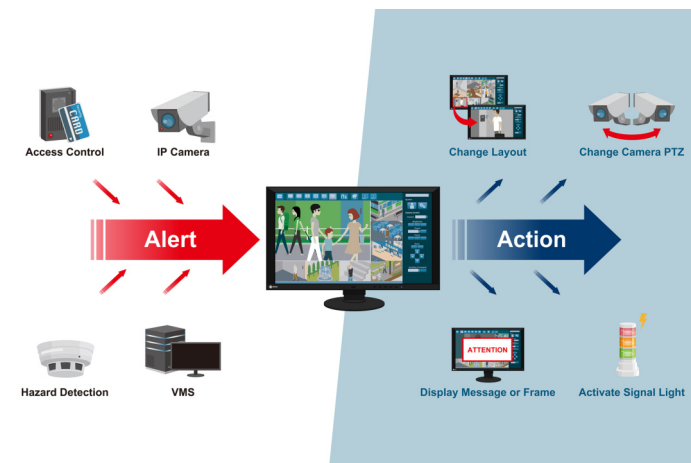 Access Control
IP Camera
Change Layout
Change Camera PTZ
CARD
Alert
Action
ATTENTION
Hazard Detection
VMS
Display Message or Frame
Activate Signal Light